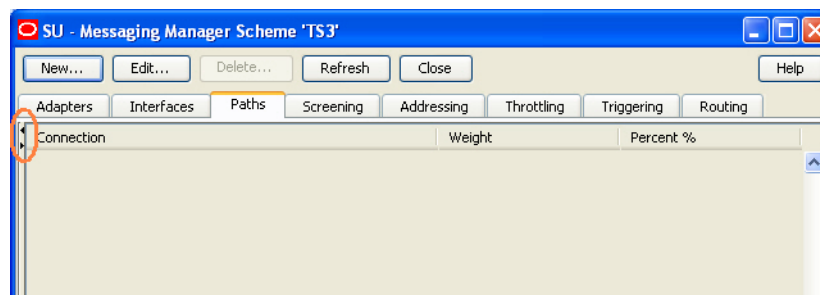 SU - Messaging Manager Scheme 'TS3'
New... Edit... Delete... Refresh Close Help
Adapters Interfaces Paths Screening Addressing Throttling Triggering Routing
Connection Weight Percent %